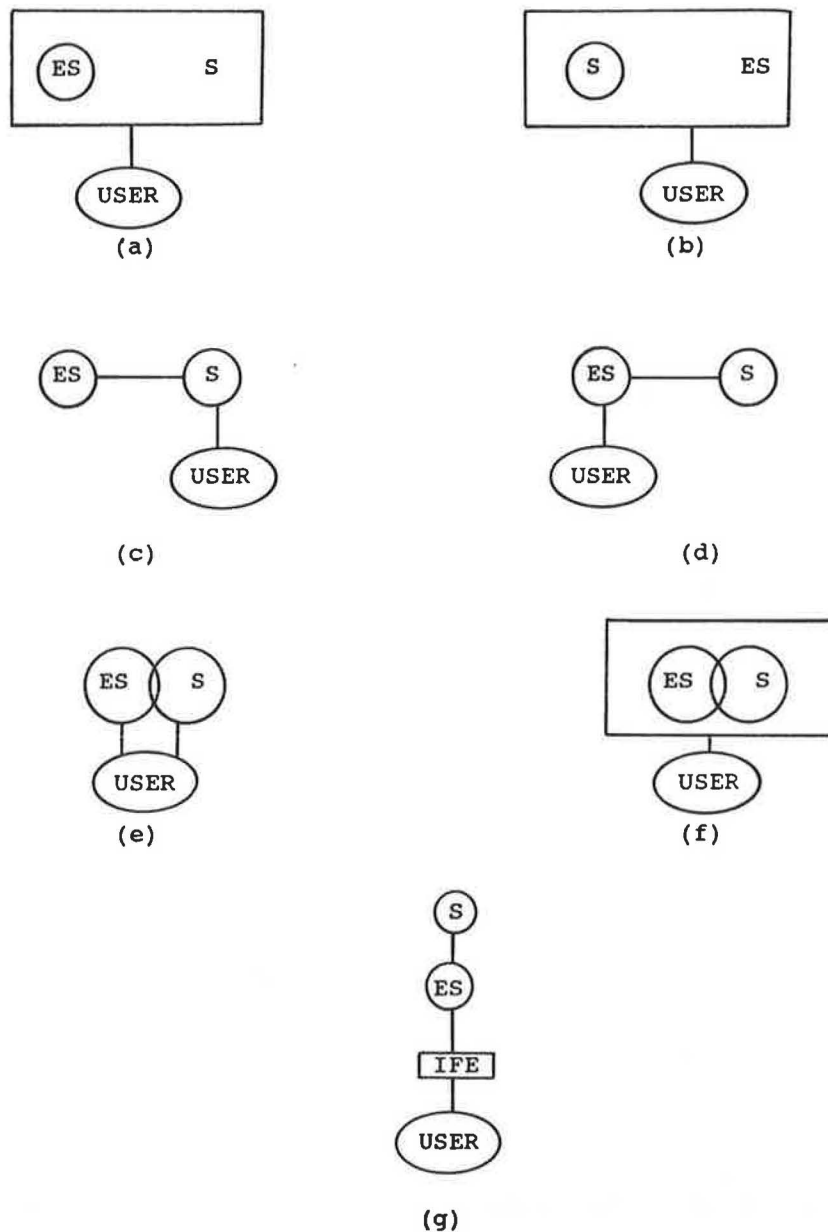 ES S
S ES
USER
USER
(a)
(b)
ES S
ES S
USER
USER
(c)
(d)
ES S
ES S
USER
USER
(e)
(f)
S
ES
IFE
USER
(g)